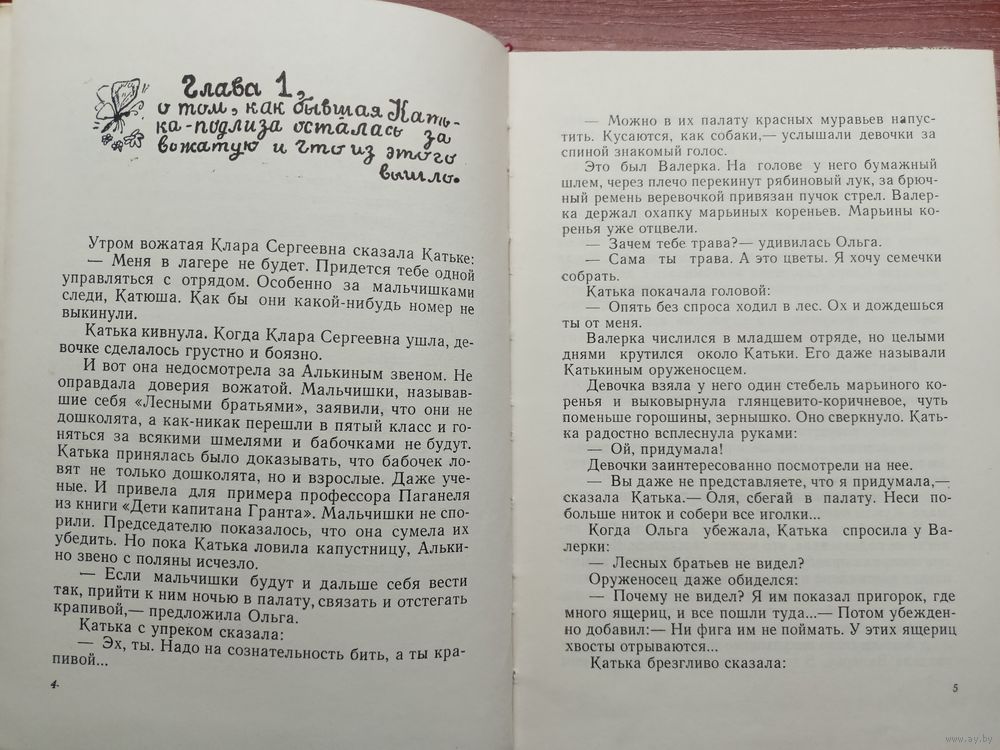 Глава 1,
о том, как бывшая Кать-
ка-подлиза осталась за
вожатую и что из этого
вышло.
Утром вожатая Клара Сергеевна сказала Катьке:
— Меня в лагере не будет. Придется тебе одной
управляться с отрядом. Особенно за мальчишками
следи, Катюша. Как бы они какой-нибудь номер не
выкинули.
Катька кивнула. Когда Клара Сергеевна ушла, де-
вочке сделалось грустно и боязно.
И вот она недосмотрела за Алькиным звеном. Не
оправдала доверия вожатой. Мальчишки, называв-
шие себя «Лесными братьями», заявили, что они не
дошколята, а как-никак перешли в пятый класс и го-
няться за всякими шмелями и бабочками не будут.
Катька принялась было доказывать, что бабочек ло-
вят не только дошколята, но и взрослые. Даже уче-
ные. И привела для примера профессора Паганеля
из книги «Дети капитана Гранта». Мальчишки не спо-
рили. Председателю показалось, что она сумела их
убедить. Но пока Катька ловила капустницу, Альки-
но звено с поляны исчезло.
— Если мальчишки будут и дальше себя вести
так, прийти к ним ночью в палату, связать и отстегать
крапивой,— предложила Ольга.
Катька с упреком сказала:
— Эх, ты. Надо на сознательность бить, а ты кра-
пивой...
4
— Можно в их палату красных муравьев напус-
тить. Кусаются, как собаки,— услышали девочки за
спиной знакомый голос.
Это был Валерка. На голове у него бумажный
шлем, через плечо перекинут рябиновый лук, за брюч-
ный ремень веревочкой привязан пучок стрел. Валер-
ка держал охапку марьиных кореньев. Марьины ко-
ренья уже отцвели.
— Зачем тебе трава?— удивилась Ольга.
— Сама ты трава. А это цветы. Я хочу семечки
собрать.
Катька покачала головой:
— Опять без спроса ходил в лес. Ох и дождешься
ты от меня.
Валерка числился в младшем отряде, но целыми
днями крутился около Катьки. Его даже называли
Катькиным оруженосцем.
Девочка взяла у него один стебель марьиного ко-
ренья и выковырнула глянцевито-коричневое, чуть
поменьше горошины, зернышко. Оно сверкнуло. Кать-
ка радостно всплеснула руками:
— Ой, придумала!
Девочки заинтересованно посмотрели на нее.
— Вы даже не представляете, что я придумала,—
сказала Катька.— Оля, сбегай в палату. Неси по-
больше ниток и собери все иголки...
Когда Ольга убежала, Катька спросила у Ва-
лерки:
— Лесных братьев не видел?
Оруженосец даже обиделся:
— Почему не видел? Я им показал пригорок, где
много ящериц, и все пошли туда...— Потом убежден-
но добавил:— Ни фига им не поймать. У этих ящериц
хвосты отрываются...
Катька брезгливо сказала:
5
www.ay.by